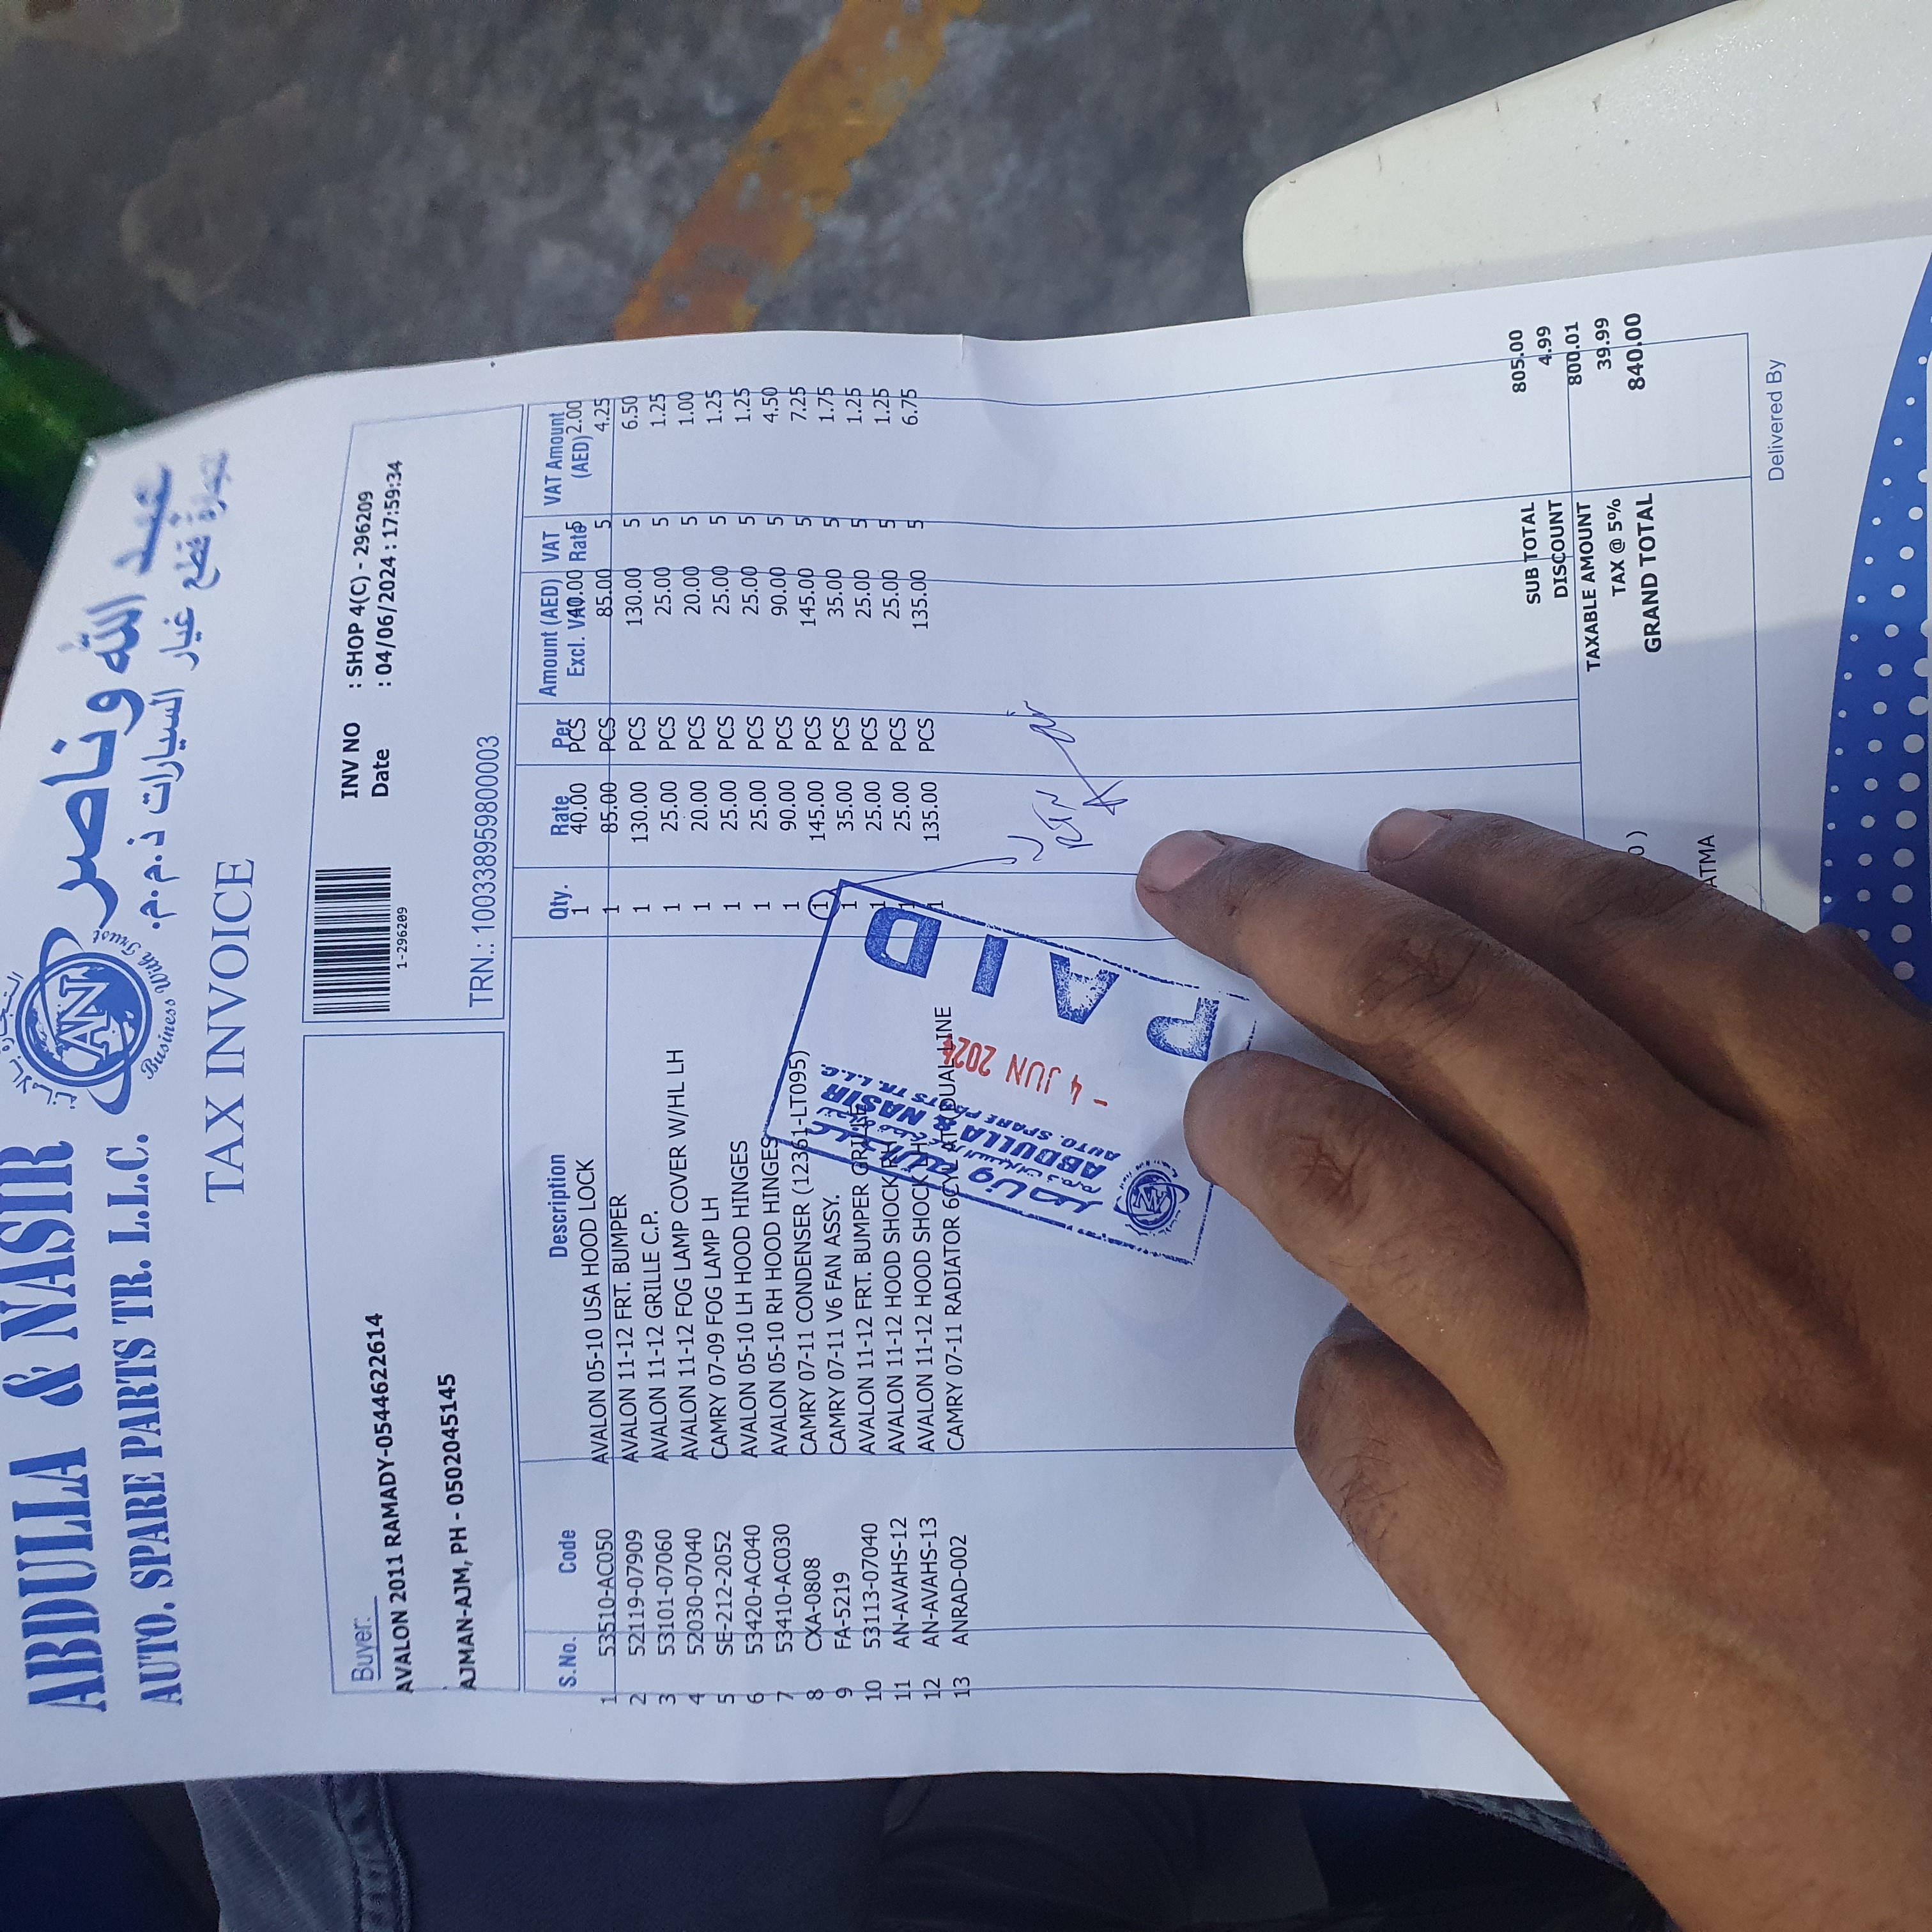 ABDULLA & NASIR
عبد الله وناصر
AUTO. SPARE PARTS TR. L.L.C.
لتجارة قطع غيار السيارات ذ.م.م.
AN
Business With Trust
TAX INVOICE
Buyer:
AVALON 2011 RAMADY-0544622614
AJMAN-AJM, PH - 0502045145
1-296209
INV NO : SHOP 4(C) - 296209
Date : 04/06/2024 : 17:59:34
TRN.: 100338959800003
S.No. Code Description Qty. Rate Per Amount (AED) Excl. VAT VAT Rate VAT Amount (AED)
1 53510-AC050 AVALON 05-10 USA HOOD LOCK 1 40.00 PCS 40.00 5 2.00
2 52119-07909 AVALON 11-12 FRT. BUMPER 1 85.00 PCS 85.00 5 4.25
3 53101-07060 AVALON 11-12 GRILLE C.P. 1 130.00 PCS 130.00 5 6.50
4 52030-07040 AVALON 11-12 FOG LAMP COVER W/HL LH 1 25.00 PCS 25.00 5 1.25
5 SE-212-2052 CAMRY 07-09 FOG LAMP LH 1 20.00 PCS 20.00 5 1.00
6 53420-AC040 AVALON 05-10 LH HOOD HINGES 1 25.00 PCS 25.00 5 1.25
7 53410-AC030 AVALON 05-10 RH HOOD HINGES 1 25.00 PCS 25.00 5 1.25
8 CXA-0808 CAMRY 07-11 CONDENSER (12361-LT095) 1 90.00 PCS 90.00 5 4.50
9 FA-5219 CAMRY 07-11 V6 FAN ASSY. 1 145.00 PCS 145.00 5 7.25
10 53113-07040 AVALON 11-12 FRT. BUMPER GRILLE 1 35.00 PCS 35.00 5 1.75
11 AN-AVAHS-12 AVALON 11-12 HOOD SHOCK RH 1 25.00 PCS 25.00 5 1.25
12 AN-AVAHS-13 AVALON 11-12 HOOD SHOCK LH 1 25.00 PCS 25.00 5 1.25
13 ANRAD-002 CAMRY 07-11 RADIATOR 6CYL AT DUAL LINE 1 135.00 PCS 135.00 5 6.75
عبدالله وناصر
ABDULLA & NASIR
AUTO. SPARE PARTS TR. L.L.C.
- 4 JUN 2024
PAID
RTN
SUB TOTAL 805.00
DISCOUNT 4.99
TAXABLE AMOUNT 800.01
TAX @ 5% 39.99
GRAND TOTAL 840.00
Delivered By